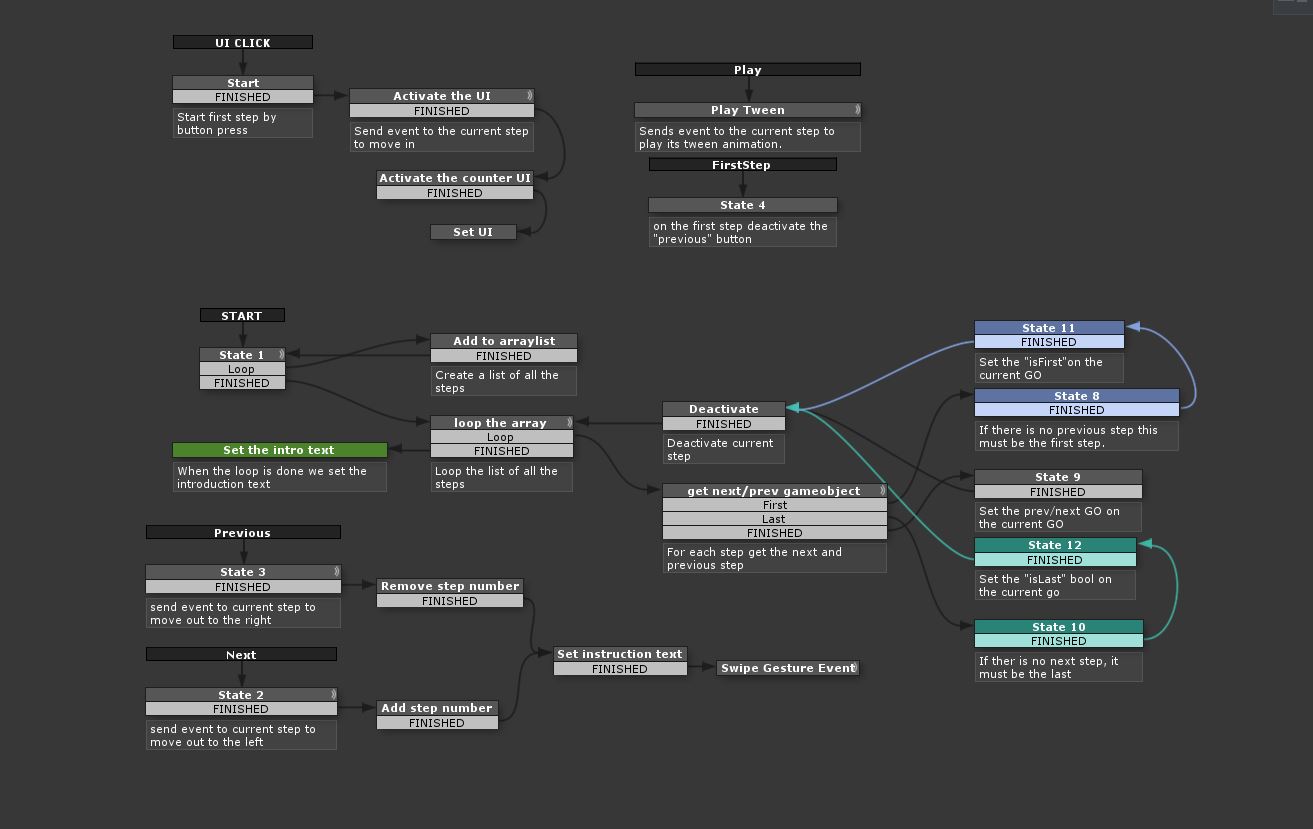 UI CLICK
Start
FINISHED
Start first step by
button press
Activate the UI
FINISHED
Send event to the current step
to move in
Activate the counter UI
FINISHED
Set UI
Play
Play Tween
Sends event to the current step to
play its tween animation.
FirstStep
State 4
on the first step deactivate the
"previous" button
START
State 1
Loop
FINISHED
Add to arraylist
FINISHED
Create a list of all the
steps
loop the array
Loop
FINISHED
Loop the list of all the
steps
Set the intro text
When the loop is done we set the
introduction text
Deactivate
FINISHED
Deactivate current
step
get next/prev gameobject
First
Last
FINISHED
For each step get the next and
previous step
State 11
FINISHED
Set the "isFirst"on the
current GO
State 8
FINISHED
If there is no previous step this
must be the first step.
State 9
FINISHED
Set the prev/next GO on
the current GO
State 12
FINISHED
Set the "isLast" bool on
the current go
State 10
FINISHED
If ther is no next step, it
must be the last
Previous
State 3
FINISHED
send event to current step to
move out to the right
Remove step number
FINISHED
Next
State 2
FINISHED
send event to current step to
move out to the left
Add step number
FINISHED
Set instruction text
FINISHED
Swipe Gesture Event